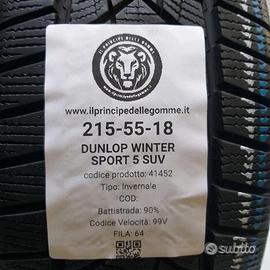 IL PRINCIPE DELLE GOMME
www.ilprincipedellegomme.it
215-55-18
DUNLOP WINTER
SPORT 5 SUV
codice prodotto: 41452
Tipo: Invernale
COD:
Battistrada: 90%
Codice Velocità: 99V
FILA: 64
subito